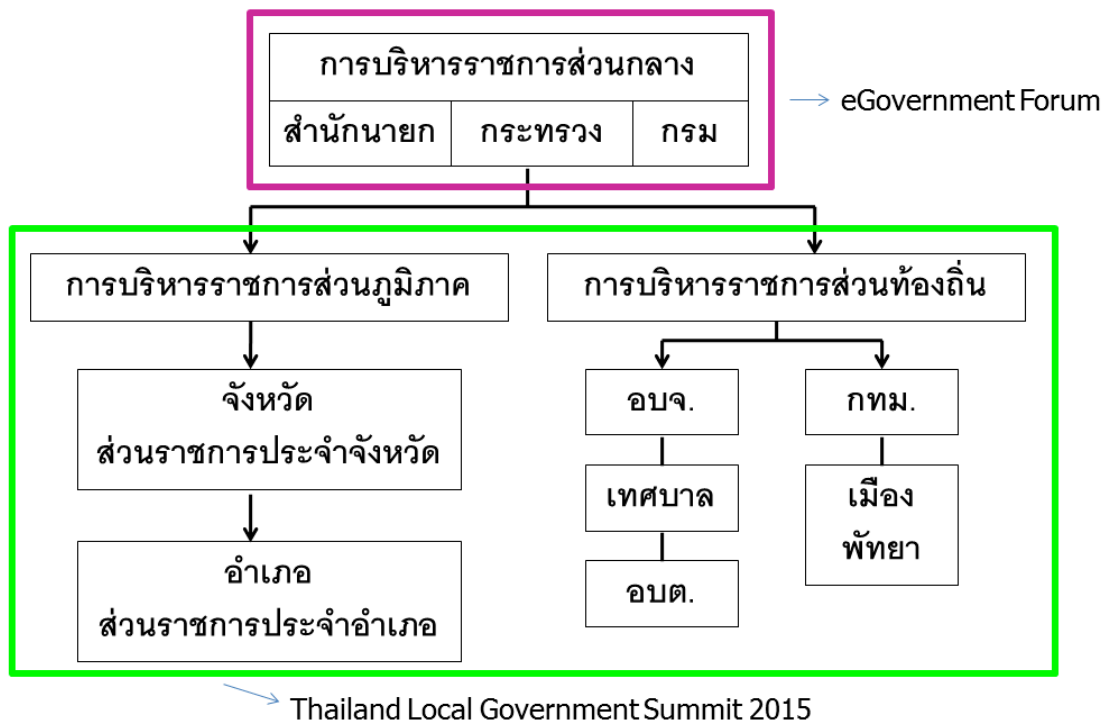 การบริหารราชการส่วนกลาง
สำนักนายก กระทรวง กรม
eGovernment Forum
การบริหารราชการส่วนภูมิภาค
การบริหารราชการส่วนท้องถิ่น
จังหวัด
ส่วนราชการประจำจังหวัด
อำเภอ
ส่วนราชการประจำอำเภอ
อบจ.
เทศบาล
อบต.
กทม.
เมือง
พัทยา
Thailand Local Government Summit 2015